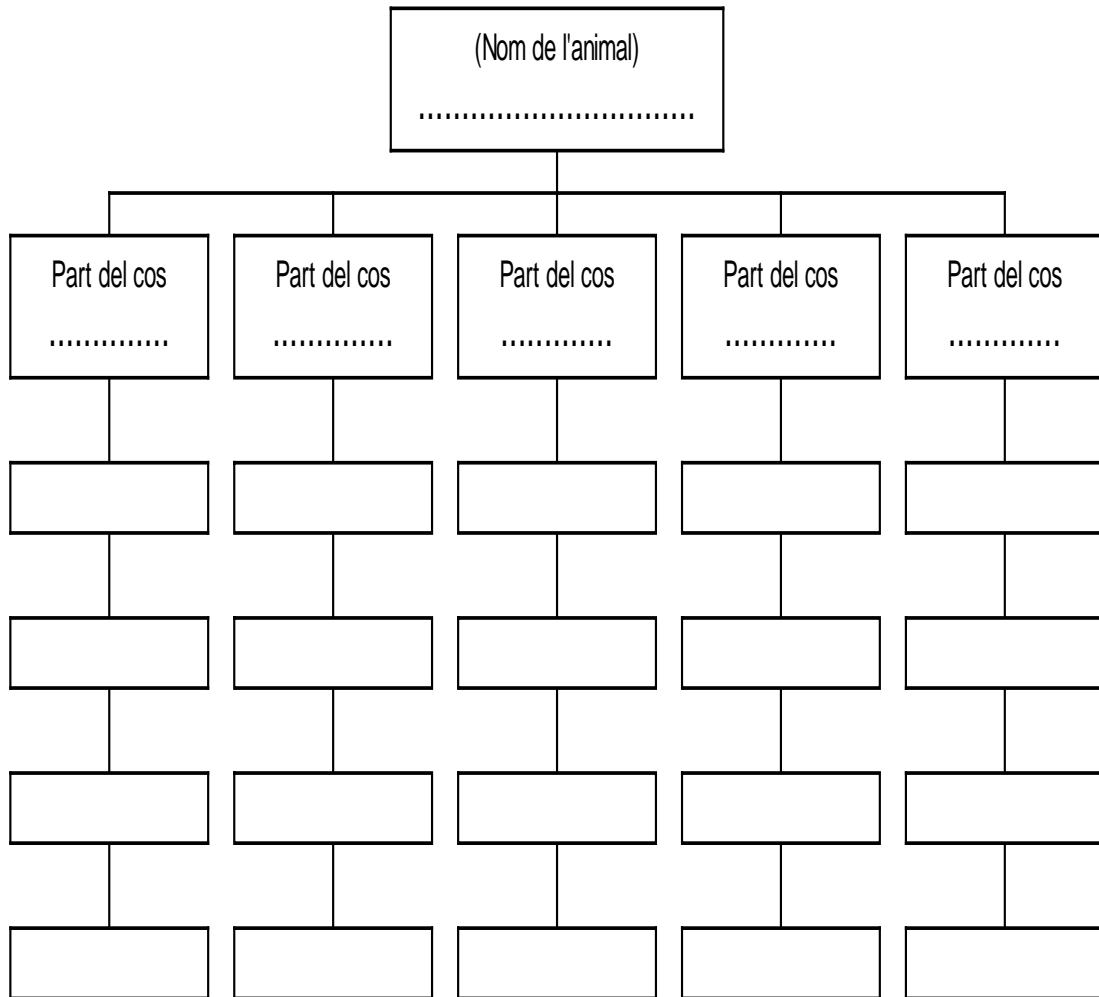 (Nom de l'animal)
................................
Part del cos
..............
Part del cos
..............
Part del cos
.............
Part del cos
.............
Part del cos
.............